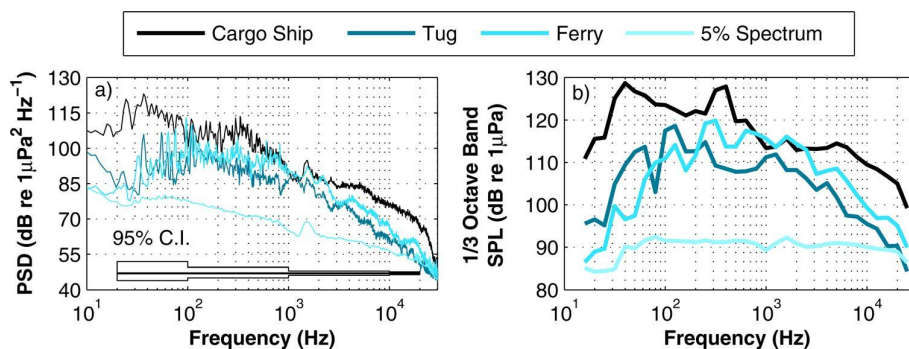 Cargo Ship Tug Ferry 5% Spectrum
a)
PSD (dB re 1μPa² Hz⁻¹)
130
115
100
85
70
55
40
95% C.I.
10¹ 10² 10³ 10⁴
Frequency (Hz)
b)
1/3 Octave Band
SPL (dB re 1μPa)
130
120
110
100
90
80
10² 10³ 10⁴
Frequency (Hz)